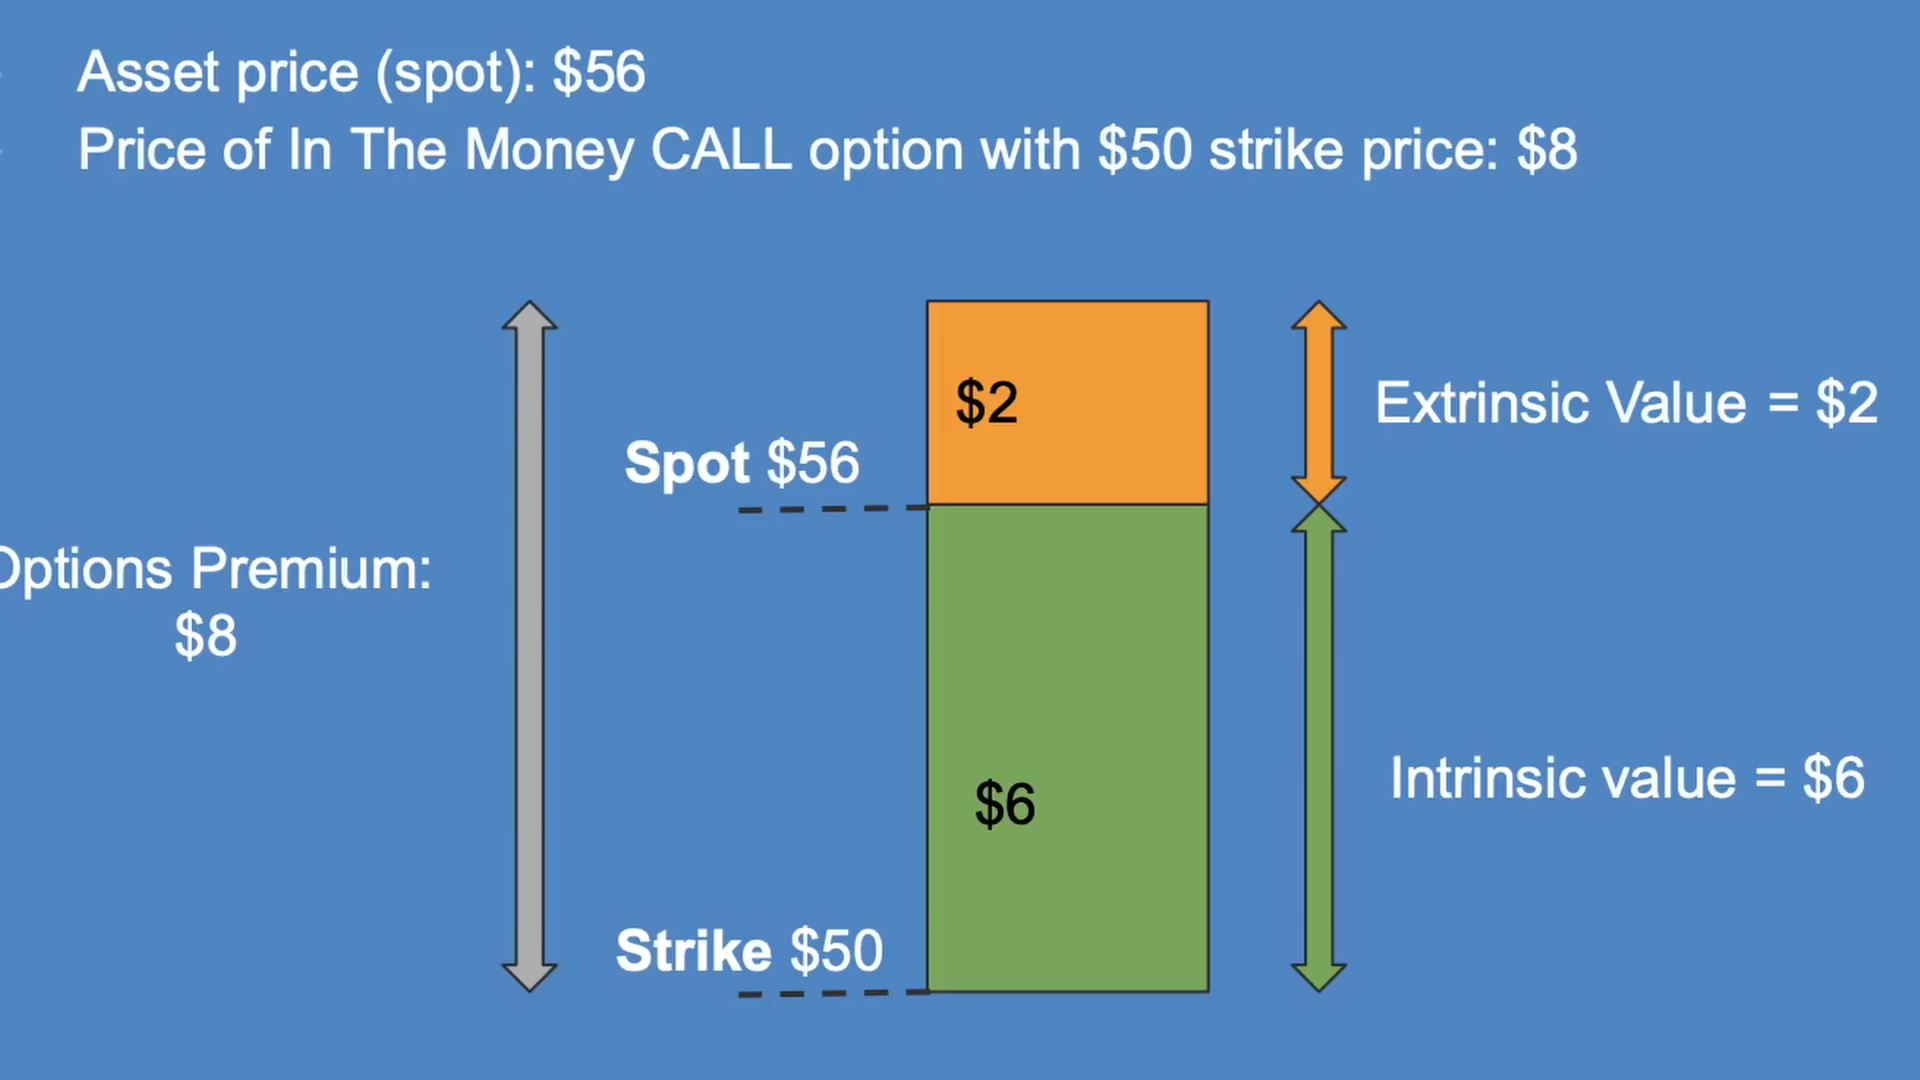 Asset price (spot): $56
Price of In The Money CALL option with $50 strike price: $8
$2
Extrinsic Value = $2
Spot $56
Options Premium:
$8
Intrinsic value = $6
$6
Strike $50